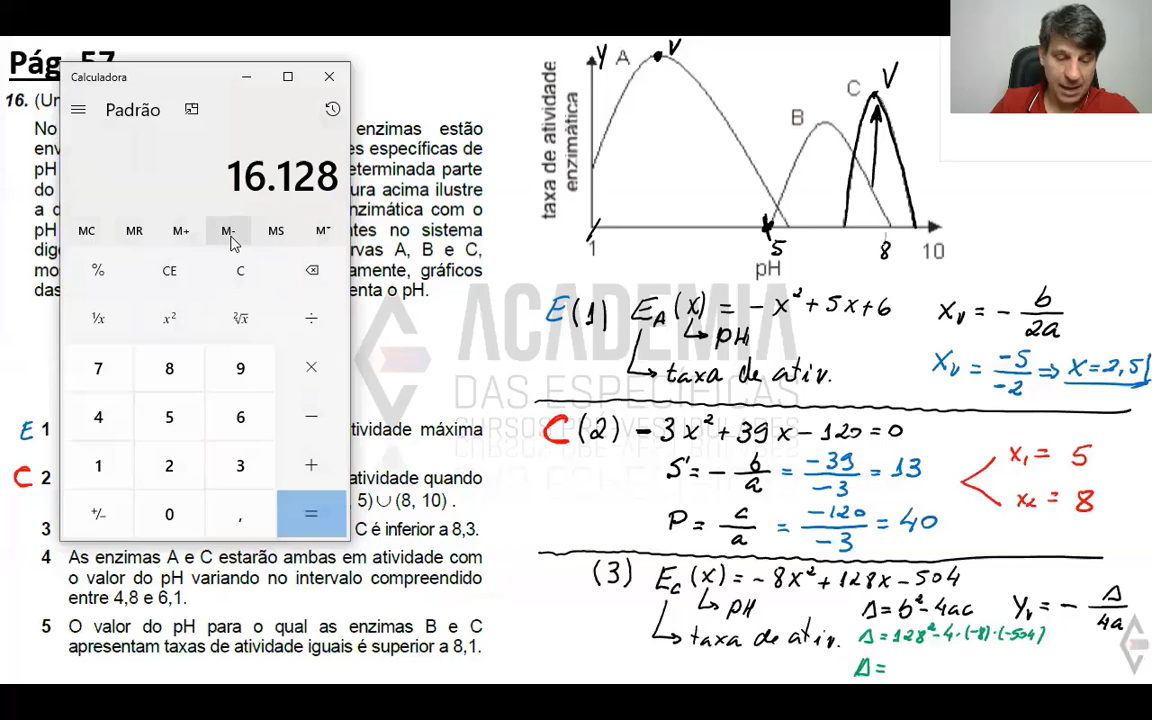 Pág. 57
Calculadora
Padrão
16.128
MC MR M+ M- MS M˅
% CE C
¹/x x² ²√x ÷
7 8 9 ×
4 5 6 −
1 2 3 +
+/- 0 , =
16. (Un
No enzimas estão
env es específicas de
pH eterminada parte
do ura acima ilustre
a d nzimática com o
pH ntes no sistema
dige rvas A, B e C,
mo amente, gráficos
das enta o pH.
E 1 tividade máxima
C 2 atividade quando
, 5) ∪ (8, 10) .
3 C é inferior a 8,3.
4 As enzimas A e C estarão ambas em atividade com
o valor do pH variando no intervalo compreendido
entre 4,8 e 6,1.
5 O valor do pH para o qual as enzimas B e C
apresentam taxas de atividade iguais é superior a 8,1.
taxa de atividade
enzimática
y A V
B
C V
1 5 8 10
pH
E (1) E_A (x) = -x² + 5x + 6
pH
taxa de ativ.
x_v = - b/2a
x_v = -5/-2 ⇒ x = 2,5
ACADEMIA
DAS ESPECÍFICAS
CURSOS PRÉ-VESTIBULARES
C (2) -3x² + 39x - 120 = 0
S' = - b/a = -39/-3 = 13
P = c/a = -120/-3 = 40
x₁ = 5
x₂ = 8
(3) E_C (x) = -8x² + 128x - 504
pH
taxa de ativ.
Δ = b² - 4ac
y_v = - Δ/4a
Δ = 128² - 4·(-8)·(-504)
Δ =